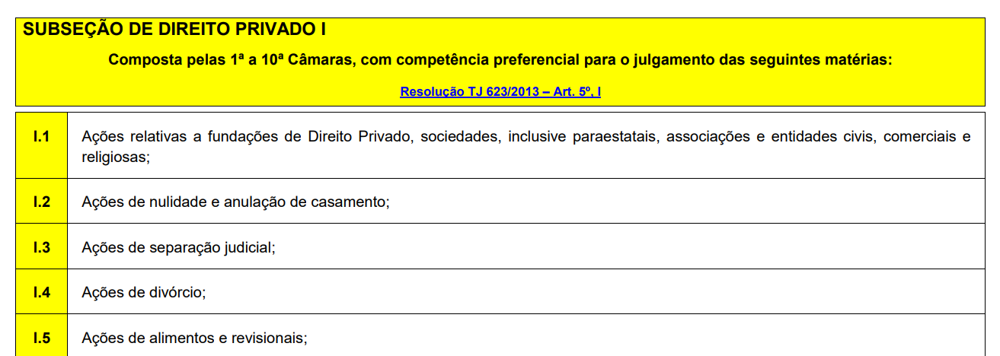 SUBSEÇÃO DE DIREITO PRIVADO I
Composta pelas 1ª a 10ª Câmaras, com competência preferencial para o julgamento das seguintes matérias:
Resolução TJ 623/2013 – Art. 5º, I
I.1 Ações relativas a fundações de Direito Privado, sociedades, inclusive paraestatais, associações e entidades civis, comerciais e
religiosas;
I.2 Ações de nulidade e anulação de casamento;
I.3 Ações de separação judicial;
I.4 Ações de divórcio;
I.5 Ações de alimentos e revisionais;